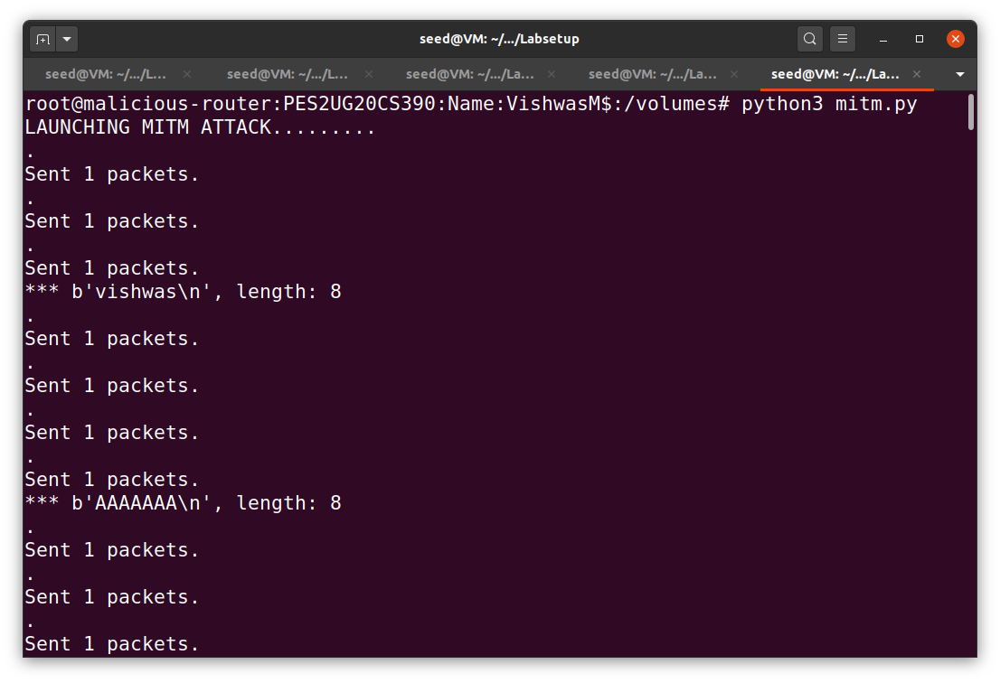 seed@VM: ~/.../Labsetup
seed@VM: ~/.../L... seed@VM: ~/.../L... seed@VM: ~/.../La... seed@VM: ~/.../La... seed@VM: ~/.../La...
root@malicious-router:PES2UG20CS390:Name:VishwasM$:/volumes# python3 mitm.py
LAUNCHING MITM ATTACK.........
.
Sent 1 packets.
.
Sent 1 packets.
.
Sent 1 packets.
*** b'vishwas\n', length: 8
.
Sent 1 packets.
.
Sent 1 packets.
.
Sent 1 packets.
.
Sent 1 packets.
*** b'AAAAAAA\n', length: 8
.
Sent 1 packets.
.
Sent 1 packets.
.
Sent 1 packets.